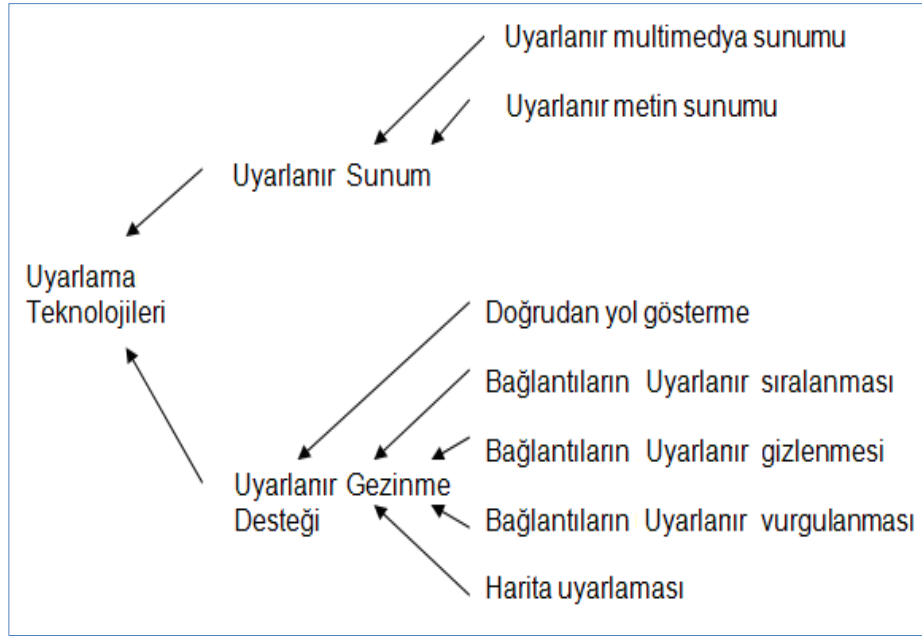 Uyarlanır multimedya sunumu
Uyarlanır metin sunumu
Uyarlanır Sunum
Uyarlama
Teknolojileri
Doğrudan yol gösterme
Bağlantıların Uyarlanır sıralanması
Bağlantıların Uyarlanır gizlenmesi
Uyarlanır Gezinme
Desteği
Bağlantıların Uyarlanır vurgulanması
Harita uyarlaması